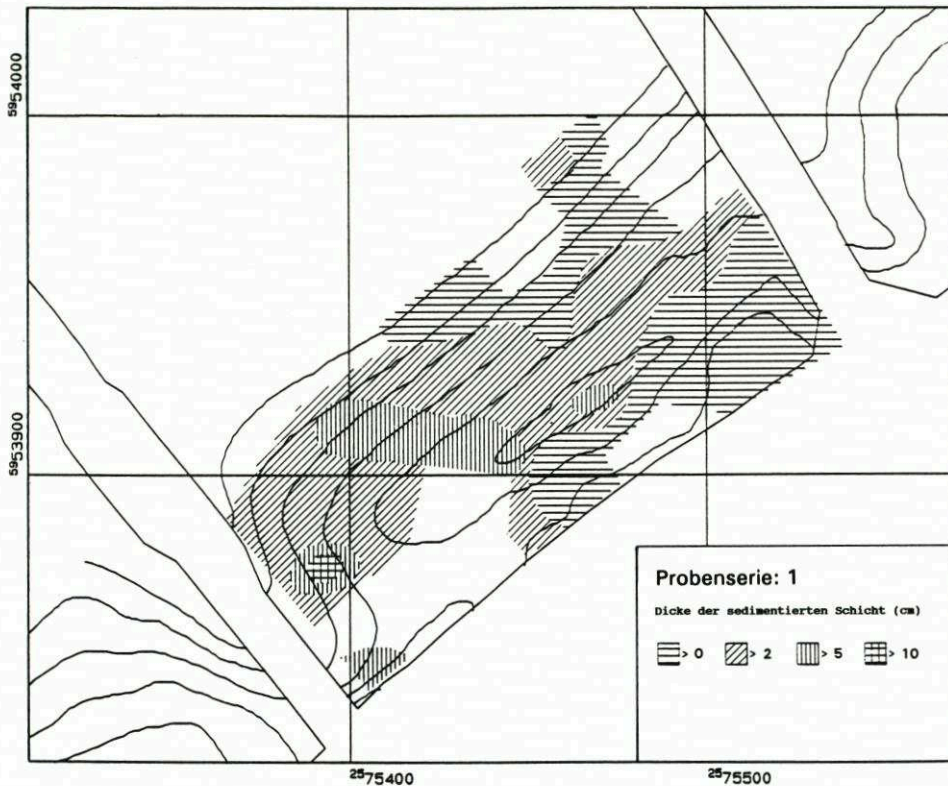 ⁵⁹54000
⁵⁹53900
Probenserie: 1
Dicke der sedimentierten Schicht (cm)
> 0 > 2 > 5 > 10
²⁵75400 ²⁵75500